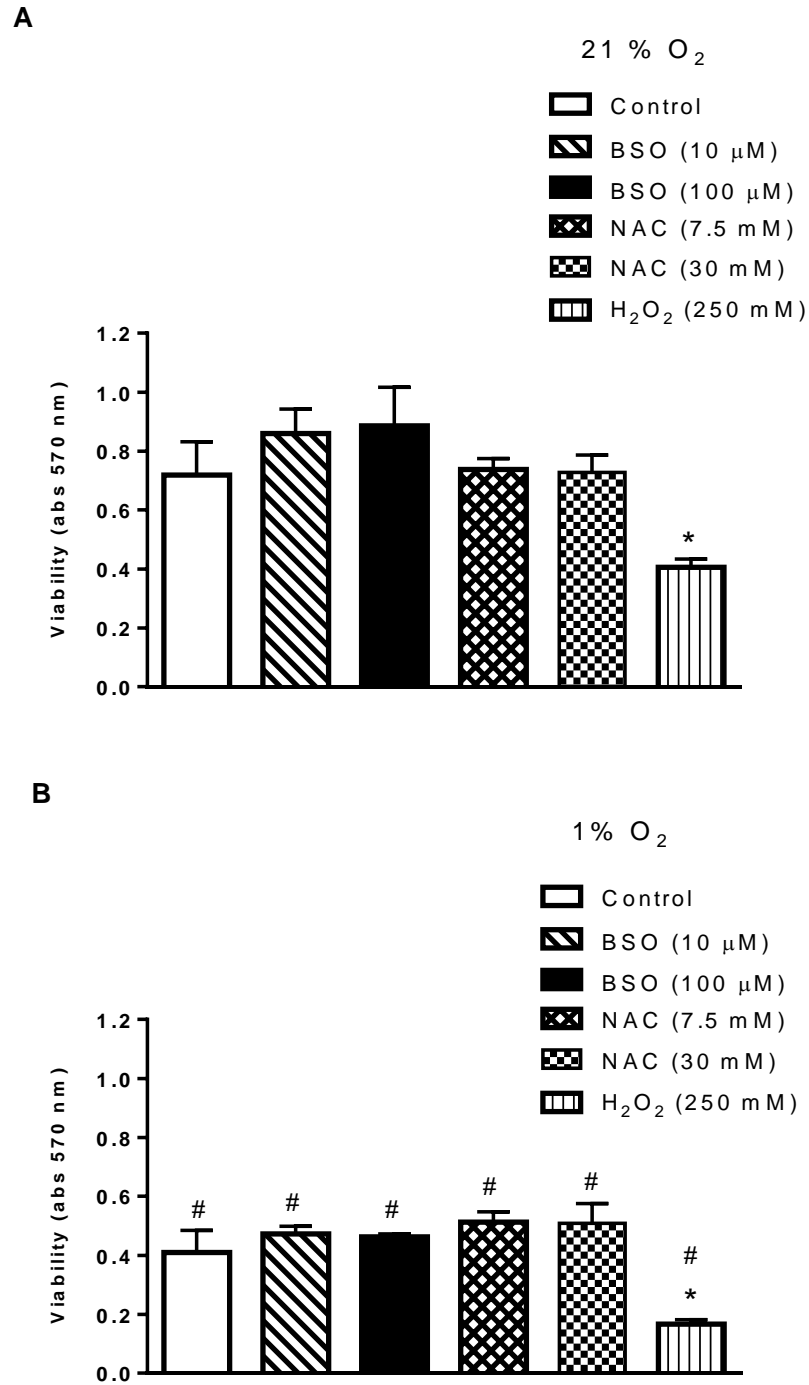 A
21 % O₂
Control
BSO (10 μM)
BSO (100 μM)
NAC (7.5 mM)
NAC (30 mM)
H₂O₂ (250 mM)
Viability (abs 570 nm)
1.2
1.0
0.8
0.6
0.4
0.2
0.0
*
B
1% O₂
Control
BSO (10 μM)
BSO (100 μM)
NAC (7.5 mM)
NAC (30 mM)
H₂O₂ (250 mM)
Viability (abs 570 nm)
1.2
1.0
0.8
0.6
0.4
0.2
0.0
# # # # # #
*